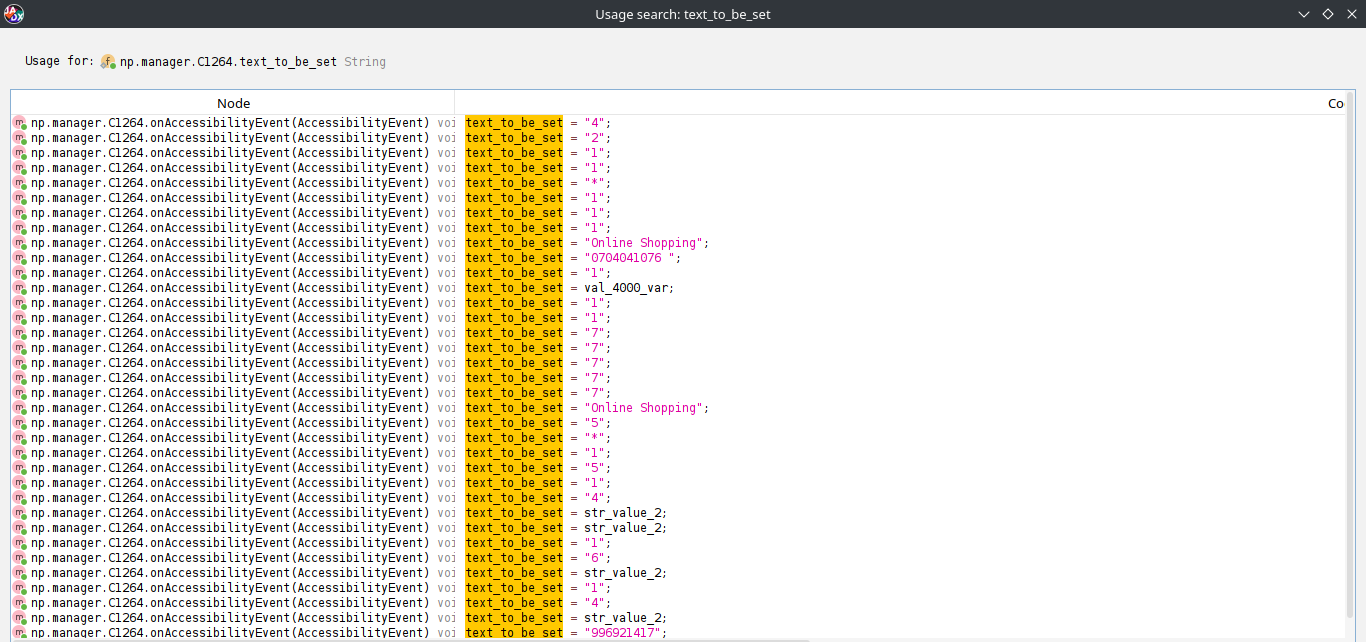 JADX
Usage search: text_to_be_set
Usage for: np.manager.C1264.text_to_be_set String
Node Co
np.manager.C1264.onAccessibilityEvent(AccessibilityEvent) voi text_to_be_set = "4";
np.manager.C1264.onAccessibilityEvent(AccessibilityEvent) voi text_to_be_set = "2";
np.manager.C1264.onAccessibilityEvent(AccessibilityEvent) voi text_to_be_set = "1";
np.manager.C1264.onAccessibilityEvent(AccessibilityEvent) voi text_to_be_set = "1";
np.manager.C1264.onAccessibilityEvent(AccessibilityEvent) voi text_to_be_set = "*";
np.manager.C1264.onAccessibilityEvent(AccessibilityEvent) voi text_to_be_set = "1";
np.manager.C1264.onAccessibilityEvent(AccessibilityEvent) voi text_to_be_set = "1";
np.manager.C1264.onAccessibilityEvent(AccessibilityEvent) voi text_to_be_set = "1";
np.manager.C1264.onAccessibilityEvent(AccessibilityEvent) voi text_to_be_set = "Online Shopping";
np.manager.C1264.onAccessibilityEvent(AccessibilityEvent) voi text_to_be_set = "0704041076 ";
np.manager.C1264.onAccessibilityEvent(AccessibilityEvent) voi text_to_be_set = "1";
np.manager.C1264.onAccessibilityEvent(AccessibilityEvent) voi text_to_be_set = val_4000_var;
np.manager.C1264.onAccessibilityEvent(AccessibilityEvent) voi text_to_be_set = "1";
np.manager.C1264.onAccessibilityEvent(AccessibilityEvent) voi text_to_be_set = "1";
np.manager.C1264.onAccessibilityEvent(AccessibilityEvent) voi text_to_be_set = "7";
np.manager.C1264.onAccessibilityEvent(AccessibilityEvent) voi text_to_be_set = "7";
np.manager.C1264.onAccessibilityEvent(AccessibilityEvent) voi text_to_be_set = "7";
np.manager.C1264.onAccessibilityEvent(AccessibilityEvent) voi text_to_be_set = "7";
np.manager.C1264.onAccessibilityEvent(AccessibilityEvent) voi text_to_be_set = "7";
np.manager.C1264.onAccessibilityEvent(AccessibilityEvent) voi text_to_be_set = "Online Shopping";
np.manager.C1264.onAccessibilityEvent(AccessibilityEvent) voi text_to_be_set = "5";
np.manager.C1264.onAccessibilityEvent(AccessibilityEvent) voi text_to_be_set = "*";
np.manager.C1264.onAccessibilityEvent(AccessibilityEvent) voi text_to_be_set = "1";
np.manager.C1264.onAccessibilityEvent(AccessibilityEvent) voi text_to_be_set = "5";
np.manager.C1264.onAccessibilityEvent(AccessibilityEvent) voi text_to_be_set = "1";
np.manager.C1264.onAccessibilityEvent(AccessibilityEvent) voi text_to_be_set = "4";
np.manager.C1264.onAccessibilityEvent(AccessibilityEvent) voi text_to_be_set = str_value_2;
np.manager.C1264.onAccessibilityEvent(AccessibilityEvent) voi text_to_be_set = str_value_2;
np.manager.C1264.onAccessibilityEvent(AccessibilityEvent) voi text_to_be_set = "1";
np.manager.C1264.onAccessibilityEvent(AccessibilityEvent) voi text_to_be_set = "6";
np.manager.C1264.onAccessibilityEvent(AccessibilityEvent) voi text_to_be_set = str_value_2;
np.manager.C1264.onAccessibilityEvent(AccessibilityEvent) voi text_to_be_set = "1";
np.manager.C1264.onAccessibilityEvent(AccessibilityEvent) voi text_to_be_set = "4";
np.manager.C1264.onAccessibilityEvent(AccessibilityEvent) voi text_to_be_set = str_value_2;
np.manager.C1264.onAccessibilityEvent(AccessibilityEvent) voi text_to_be_set = "996921417";